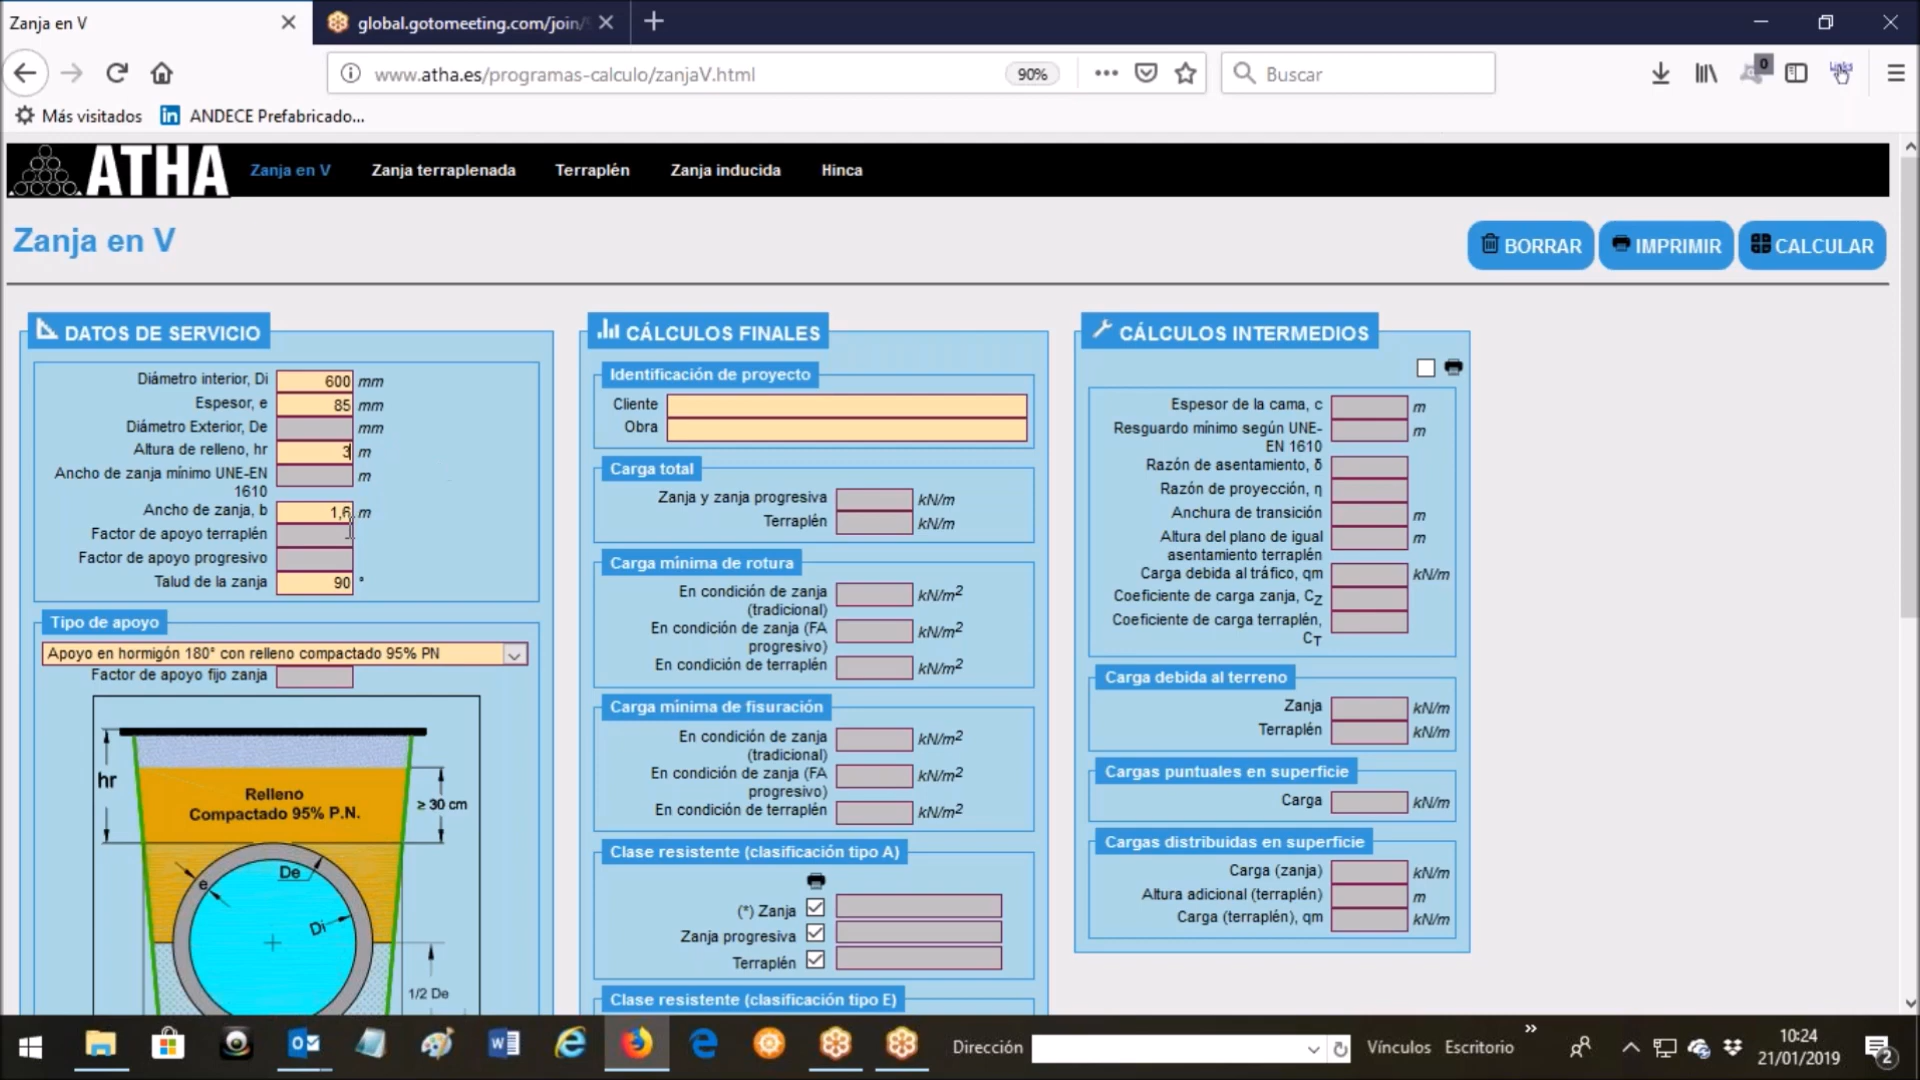 Zanja en V
global.gotomeeting.com/join/
www.atha.es/programas-calculo/zanjaV.html
90%
Buscar
0
Más visitados
ANDECE Prefabricado...
ATHA
Zanja en V
Zanja terraplenada
Terraplén
Zanja inducida
Hinca
Zanja en V
BORRAR
IMPRIMIR
CALCULAR
DATOS DE SERVICIO
Diámetro interior, Di 600 mm
Espesor, e 85 mm
Diámetro Exterior, De mm
Altura de relleno, hr 3 m
Ancho de zanja mínimo UNE-EN
1610 m
Ancho de zanja, b 1,6 m
Factor de apoyo terraplén
Factor de apoyo progresivo
Talud de la zanja 90 °
Tipo de apoyo
Apoyo en hormigón 180° con relleno compactado 95% PN
Factor de apoyo fijo zanja
hr
Relleno
Compactado 95% P.N.
≥ 30 cm
De
e
Di
1/2 De
CÁLCULOS FINALES
Identificación de proyecto
Cliente
Obra
Carga total
Zanja y zanja progresiva kN/m
Terraplén kN/m
Carga mínima de rotura
En condición de zanja
(tradicional) kN/m2
En condición de zanja (FA
progresivo) kN/m2
En condición de terraplén kN/m2
Carga mínima de fisuración
En condición de zanja
(tradicional) kN/m2
En condición de zanja (FA
progresivo) kN/m2
En condición de terraplén kN/m2
Clase resistente (clasificación tipo A)
(*) Zanja
Zanja progresiva
Terraplén
Clase resistente (clasificación tipo E)
CÁLCULOS INTERMEDIOS
Espesor de la cama, c m
Resguardo mínimo según UNE-
EN 1610 m
Razón de asentamiento, δ
Razón de proyección, η
Anchura de transición m
Altura del plano de igual
asentamiento terraplén m
Carga debida al tráfico, qm kN/m
Coeficiente de carga zanja, CZ
Coeficiente de carga terraplén,
CT
Carga debida al terreno
Zanja kN/m
Terraplén kN/m
Cargas puntuales en superficie
Carga kN/m
Cargas distribuidas en superficie
Carga (zanja) kN/m
Altura adicional (terraplén) m
Carga (terraplén), qm kN/m
Dirección
Vínculos
Escritorio
10:24
21/01/2019
2